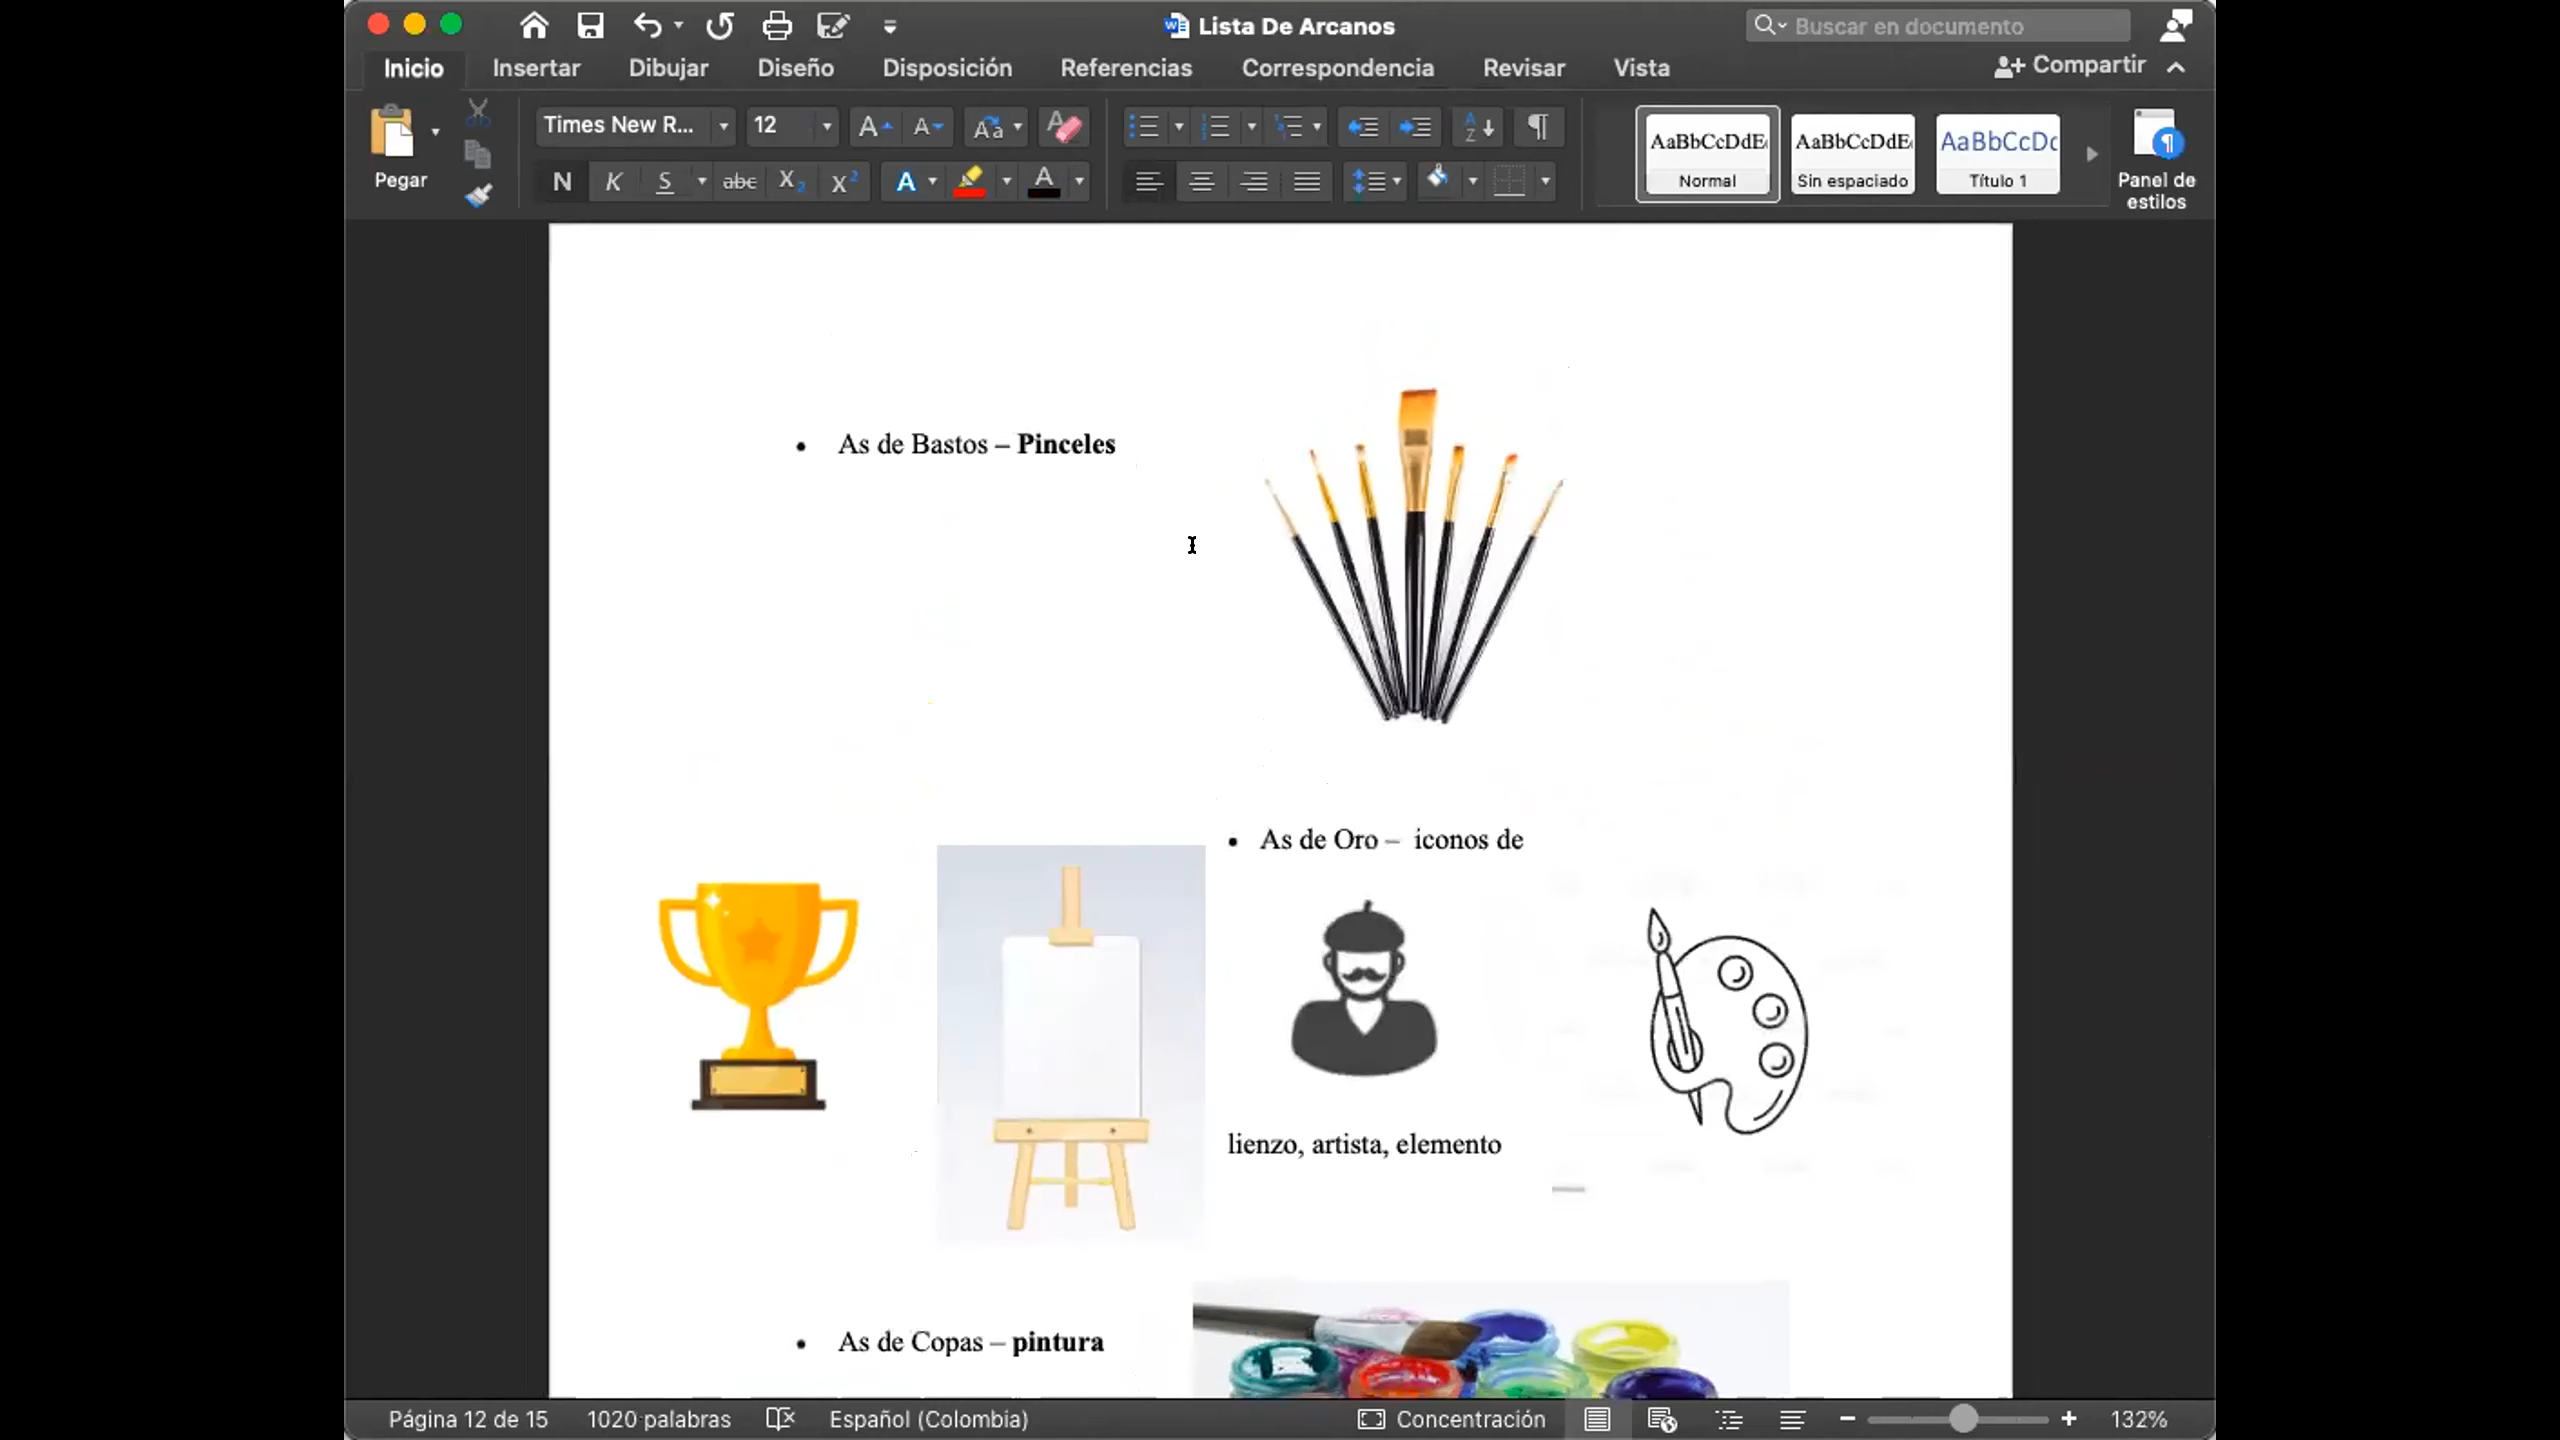 Lista De Arcanos
Buscar en documento
Inicio
Insertar
Dibujar
Diseño
Disposición
Referencias
Correspondencia
Revisar
Vista
Compartir
Pegar
Times New R...
12
N K S abc X₂ X²
AaBbCcDdE
Normal
AaBbCcDdE
Sin espaciado
AaBbCcDc
Título 1
Panel de
estilos
• As de Bastos – Pinceles
• As de Oro – iconos de
lienzo, artista, elemento
• As de Copas – pintura
Página 12 de 15
1020 palabras
Español (Colombia)
Concentración
132%